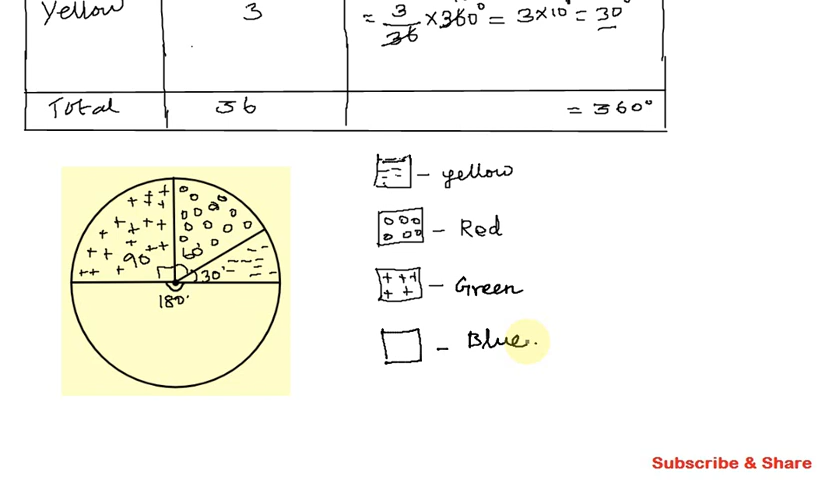 Yellow 3 = 3/36 × 360° = 3×10° = 30°
Total 36 = 360°
- yellow
90 60°
30°
- Red
180°
- Green
- Blue.
Subscribe & Share